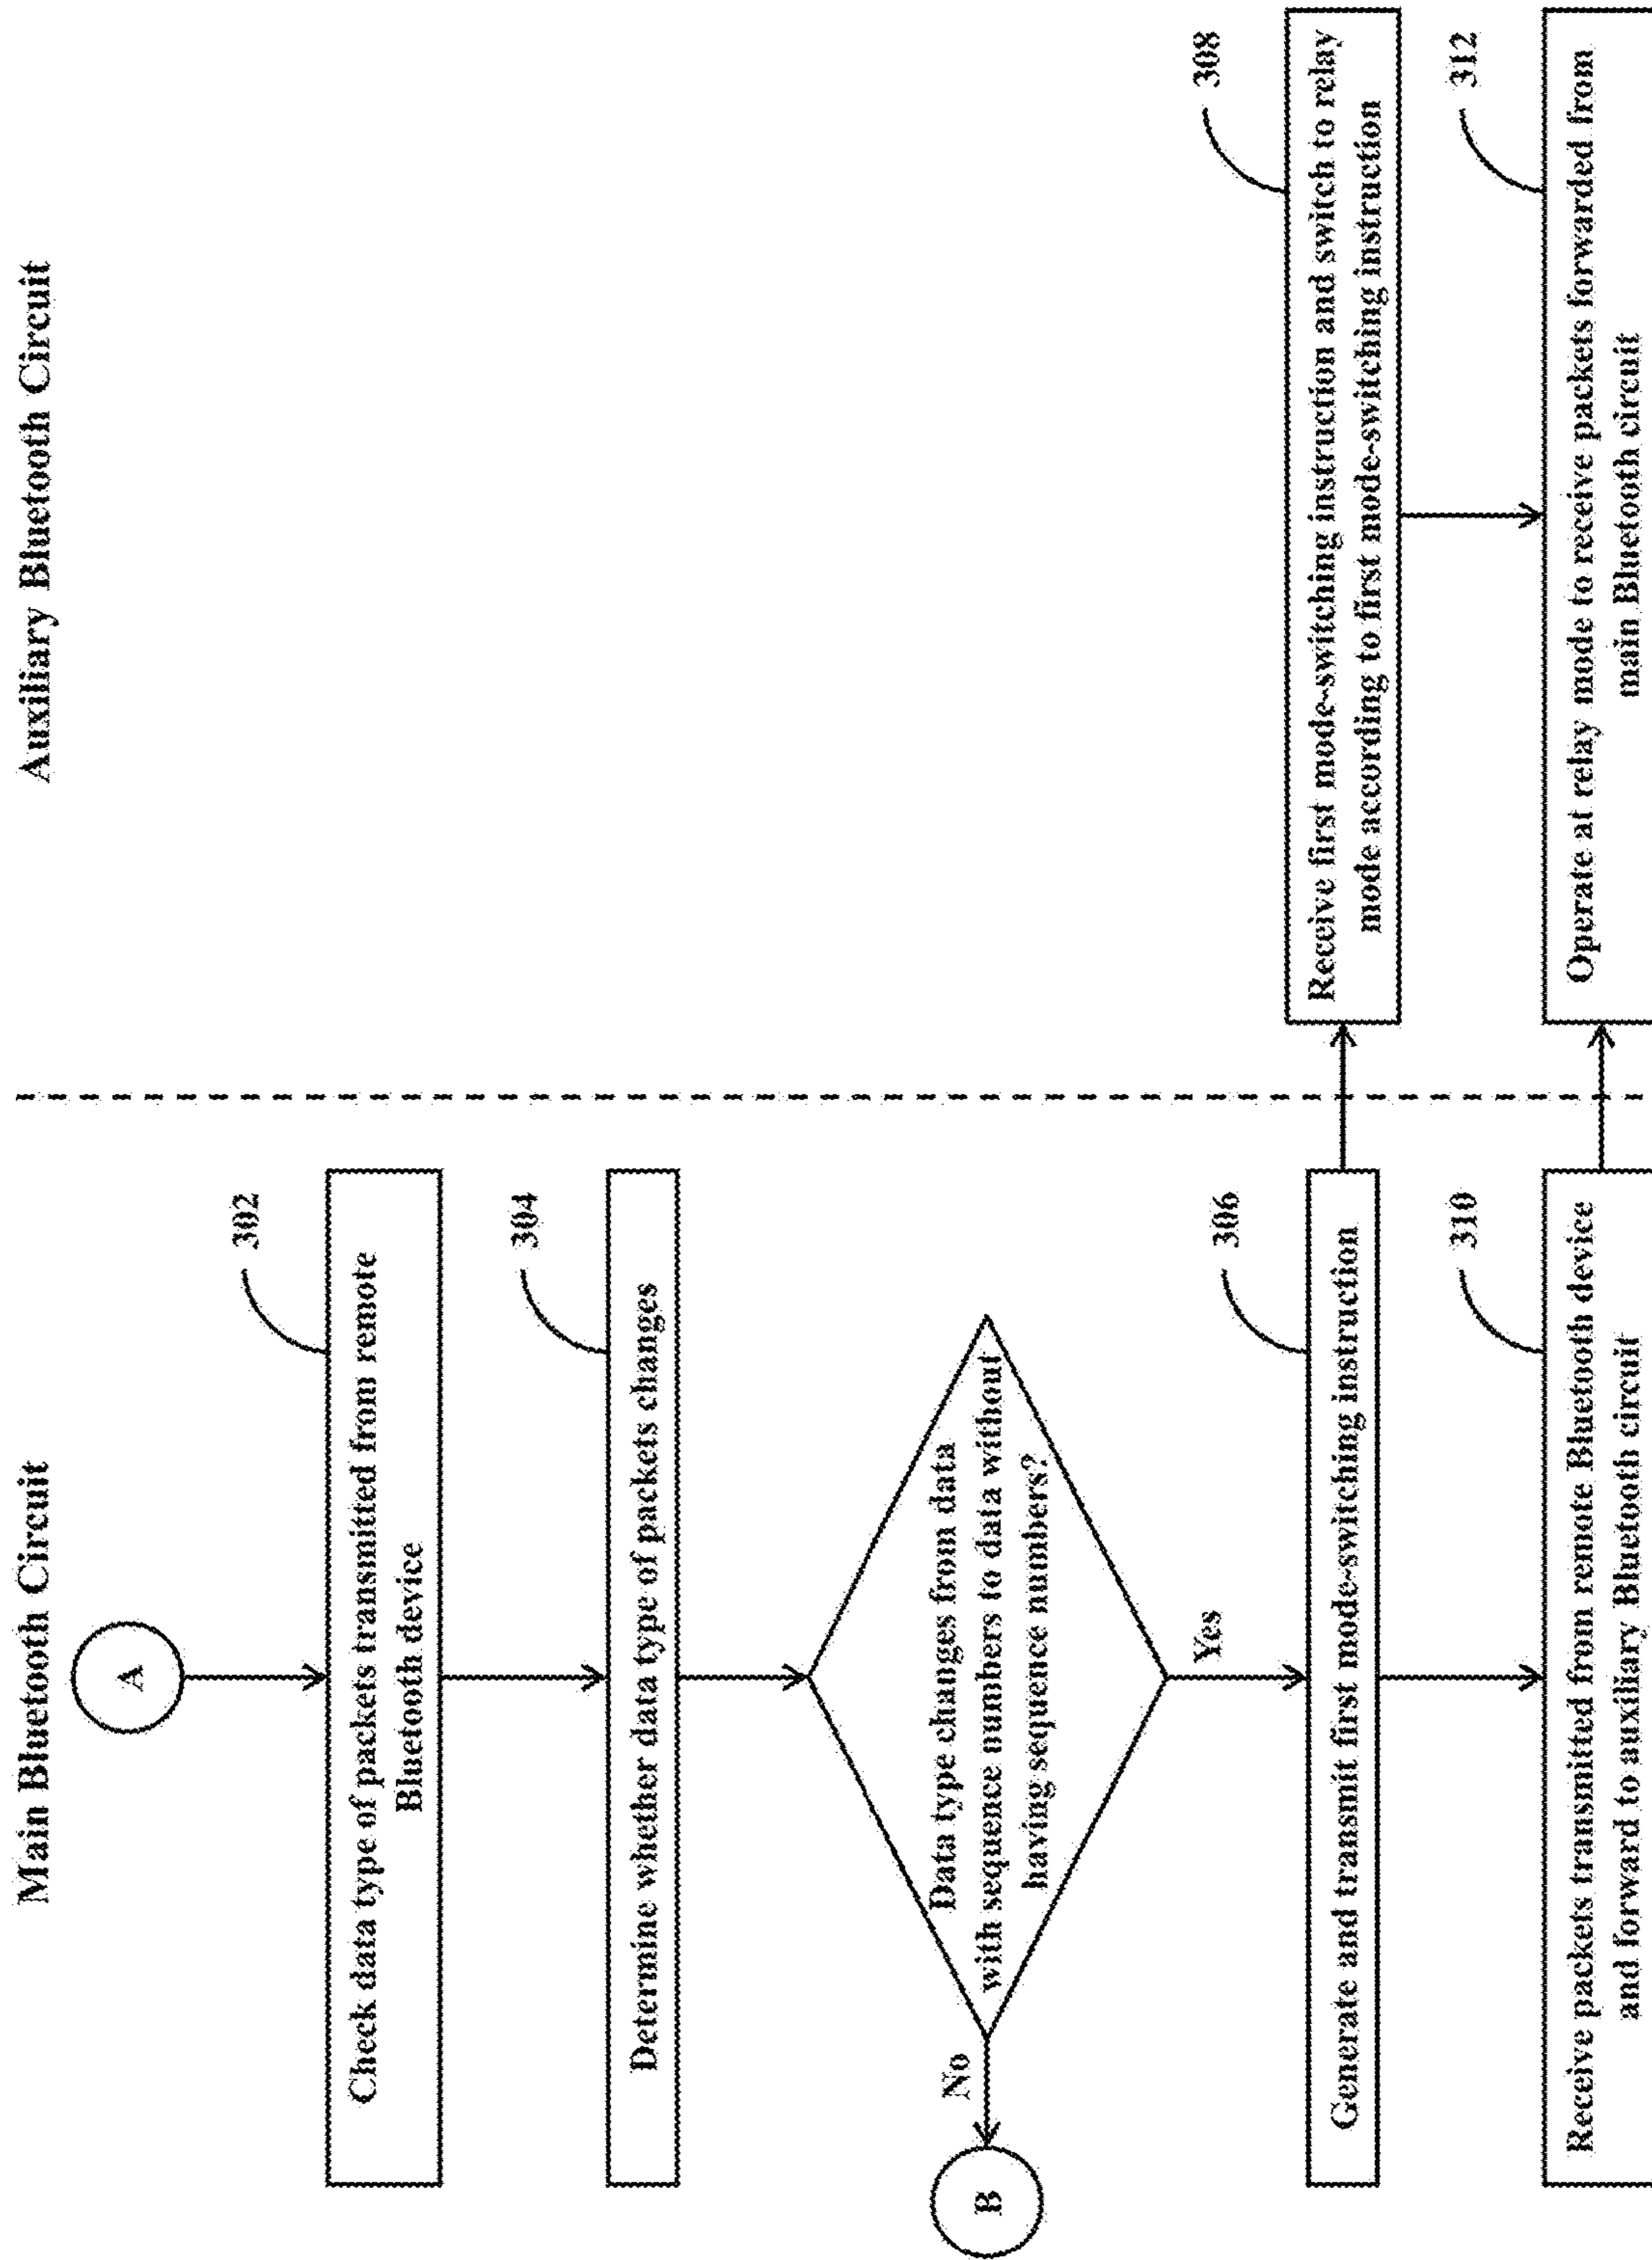 Main Bluetooth Circuit
Auxiliary Bluetooth Circuit
A
302
Check data type of packets transmitted from remote
Bluetooth device
304
Determine whether data type of packets changes
Data type changes from data
with sequence numbers to data without
having sequence numbers?
No
B
Yes
306
Generate and transmit first mode-switching instruction
308
Receive first mode-switching instruction and switch to relay
mode according to first mode-switching instruction
310
Receive packets transmitted from remote Bluetooth device
and forward to auxiliary Bluetooth circuit
312
Operate at relay mode to receive packets forwarded from
main Bluetooth circuit